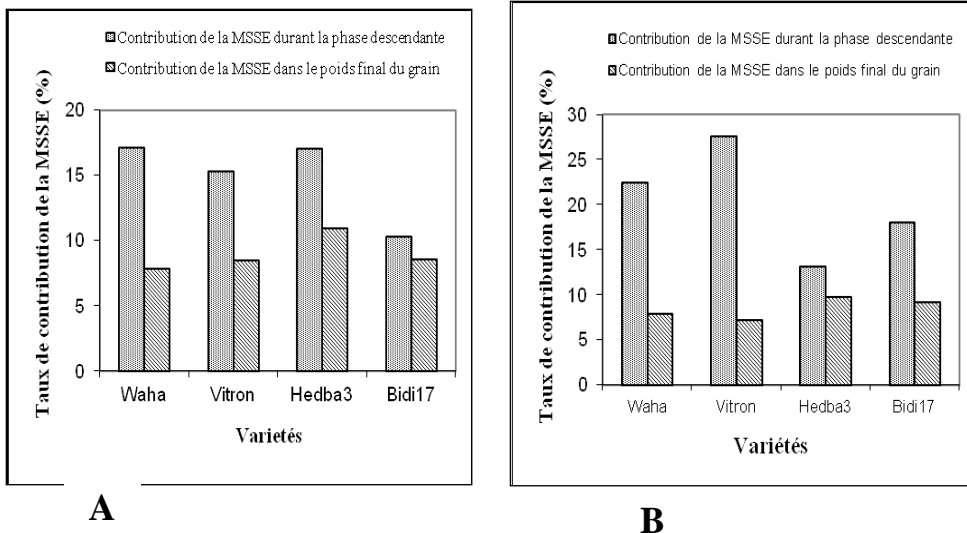 Contribution de la MSSE durant la phase descendante
Contribution de la MSSE dans le poids final du grain
Taux de contribution de la MSSE (%)
20
15
10
5
0
Waha Vitron Hedba3 Bidi17
Varietés
A
Contribution de la MSSE durant la phase descendante
Contribution de la MSSE dans le poids final du grain
Taux de contribution de la MSSE (%)
30
25
20
15
10
5
0
Waha Vitron Hedba3 Bidi17
Variétés
B